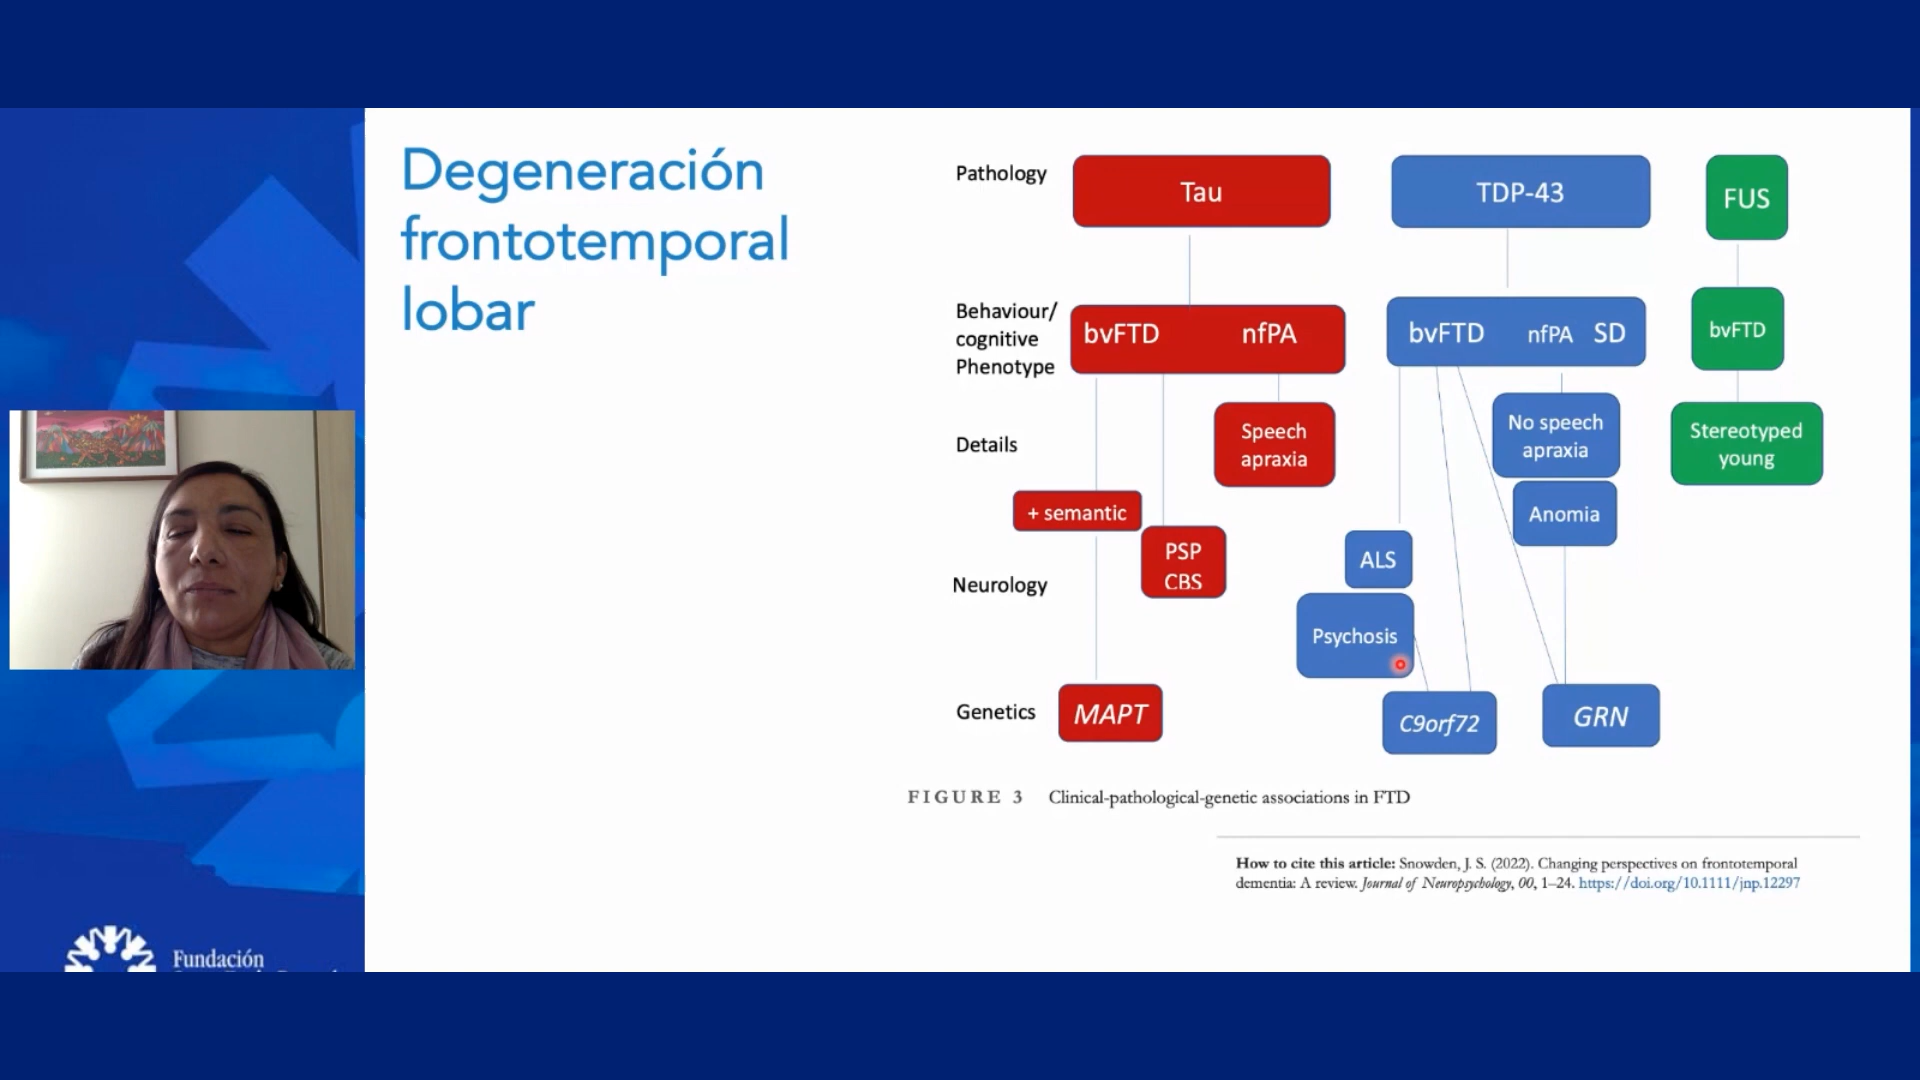 Degeneración
frontotemporal
lobar
Pathology
Tau
TDP-43
FUS
Behaviour/
cognitive
Phenotype
bvFTD
nfPA
bvFTD
nfPA
SD
bvFTD
Details
Speech
apraxia
No speech
apraxia
Stereotyped
young
+ semantic
Anomia
PSP
CBS
ALS
Neurology
Psychosis
Genetics
MAPT
C9orf72
GRN
FIGURE 3 Clinical-pathological-genetic associations in FTD
How to cite this article: Snowden, J. S. (2022). Changing perspectives on frontotemporal
dementia: A review. Journal of Neuropsychology, 00, 1–24. https://doi.org/10.1111/jnp.12297
Fundación